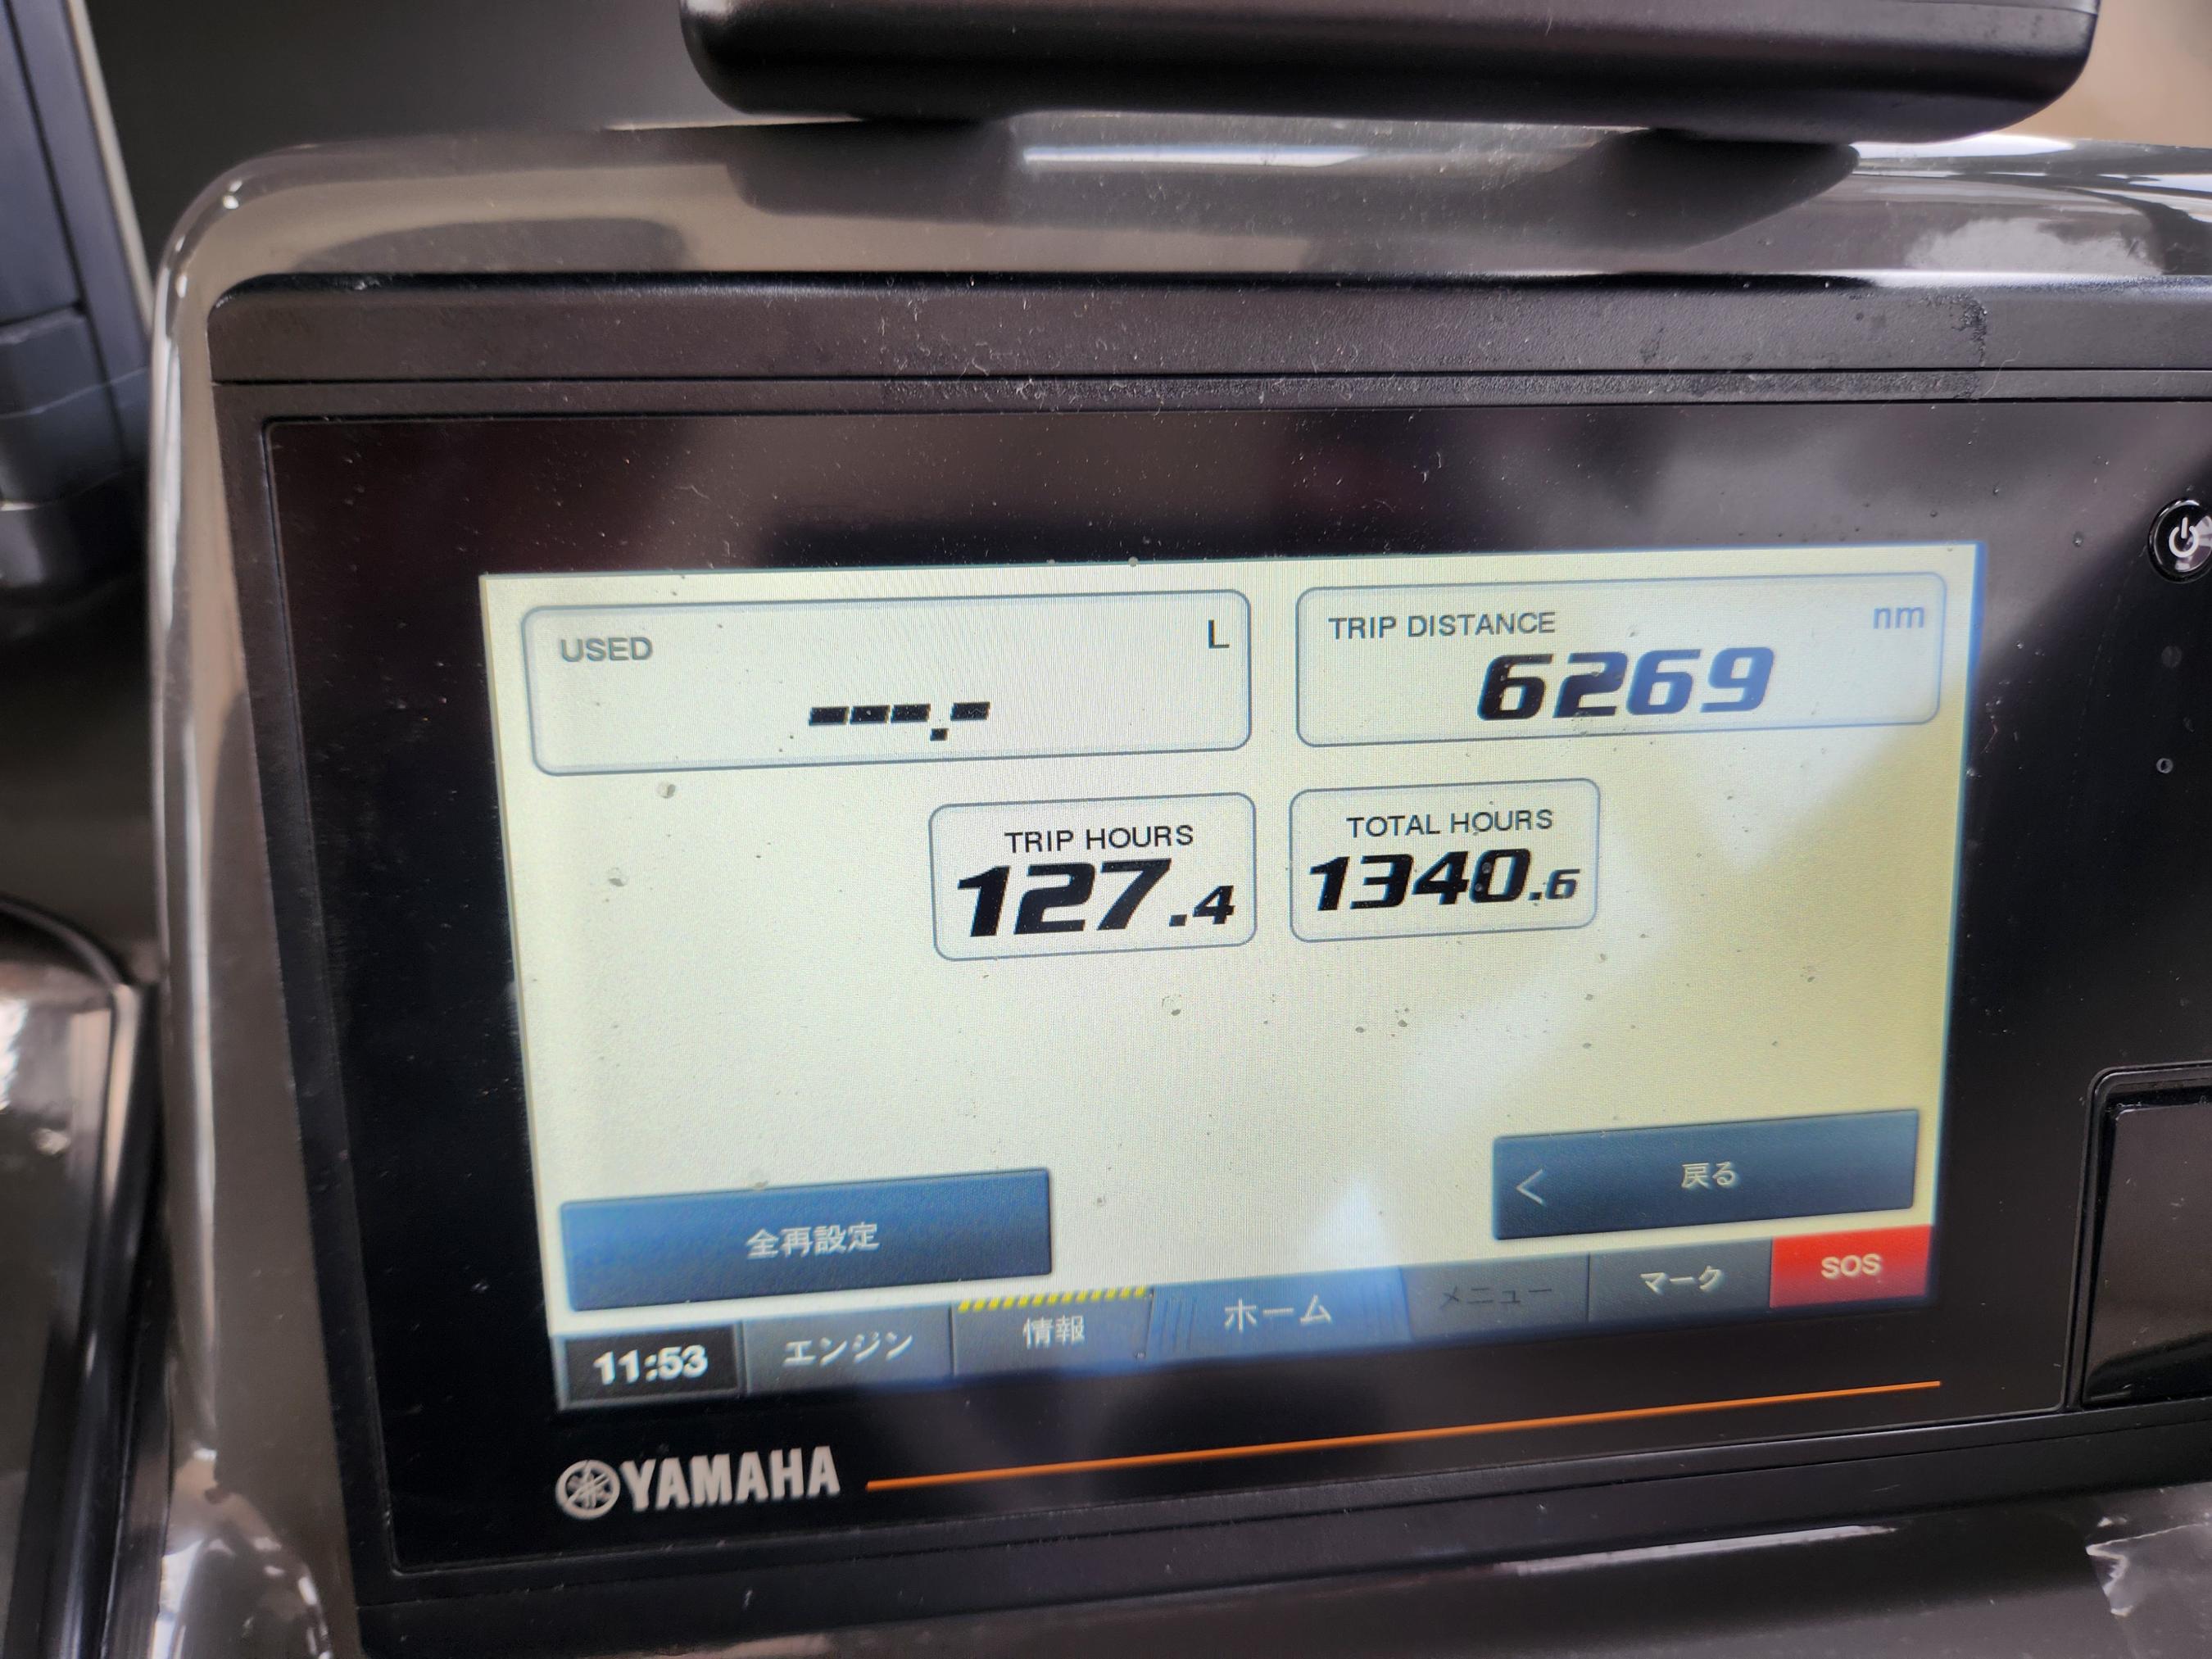 USED L
---.-
TRIP DISTANCE nm
6269
TRIP HOURS
127.4
TOTAL HOURS
1340.6
全再設定
戻る
11:53 エンジン 情報 ホーム メニュー マーク SOS
YAMAHA